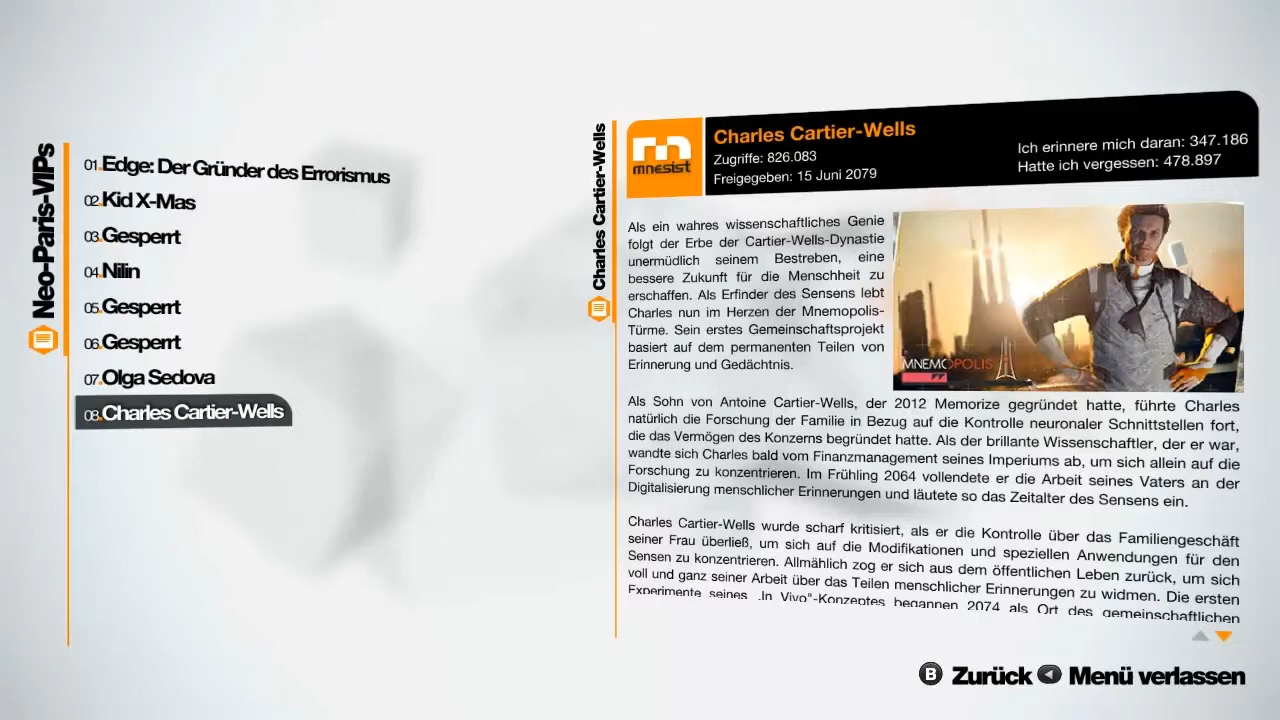 Neo-Paris-VIPs
01.Edge: Der Gründer des Errorismus
02.Kid X-Mas
03.Gesperrt
04.Nilin
05.Gesperrt
06.Gesperrt
07.Olga Sedova
08.Charles Cartier-Wells
Charles Cartier-Wells
mnesist
Charles Cartier-Wells
Zugriffe: 826.083
Freigegeben: 15 Juni 2079
Ich erinnere mich daran: 347.186
Hatte ich vergessen: 478.897
Als ein wahres wissenschaftliches Genie
folgt der Erbe der Cartier-Wells-Dynastie
unermüdlich seinem Bestreben, eine
bessere Zukunft für die Menschheit zu
erschaffen. Als Erfinder des Sensens lebt
Charles nun im Herzen der Mnemopolis-
Türme. Sein erstes Gemeinschaftsprojekt
basiert auf dem permanenten Teilen von
Erinnerung und Gedächtnis.
MNEMOPOLIS
Als Sohn von Antoine Cartier-Wells, der 2012 Memorize gegründet hatte, führte Charles
natürlich die Forschung der Familie in Bezug auf die Kontrolle neuronaler Schnittstellen fort,
die das Vermögen des Konzerns begründet hatte. Als der brillante Wissenschaftler, der er war,
wandte sich Charles bald vom Finanzmanagement seines Imperiums ab, um sich allein auf die
Forschung zu konzentrieren. Im Frühling 2064 vollendete er die Arbeit seines Vaters an der
Digitalisierung menschlicher Erinnerungen und läutete so das Zeitalter des Sensens ein.
Charles Cartier-Wells wurde scharf kritisiert, als er die Kontrolle über das Familiengeschäft
seiner Frau überließ, um sich auf die Modifikationen und speziellen Anwendungen für den
Sensen zu konzentrieren. Allmählich zog er sich aus dem öffentlichen Leben zurück, um sich
voll und ganz seiner Arbeit über das Teilen menschlicher Erinnerungen zu widmen. Die ersten
Experimente seines „In Vivo"-Konzeptes begannen 2074 als Ort des gemeinschaftlichen
B Zurück Menü verlassen